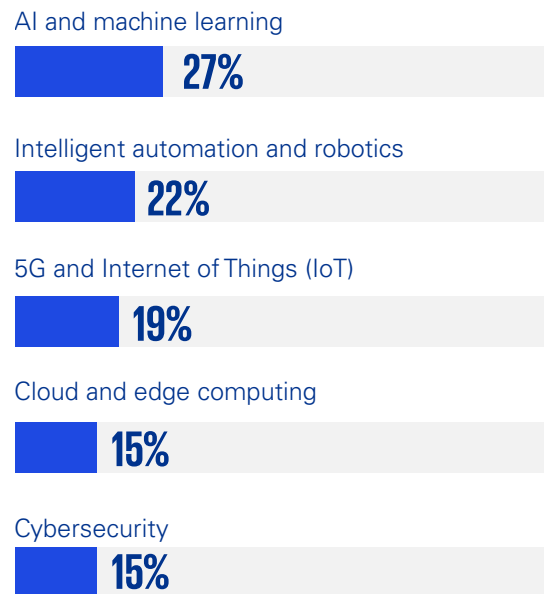 AI and machine learning
27%
Intelligent automation and robotics
22%
5G and Internet of Things (IoT)
19%
Cloud and edge computing
15%
Cybersecurity
15%